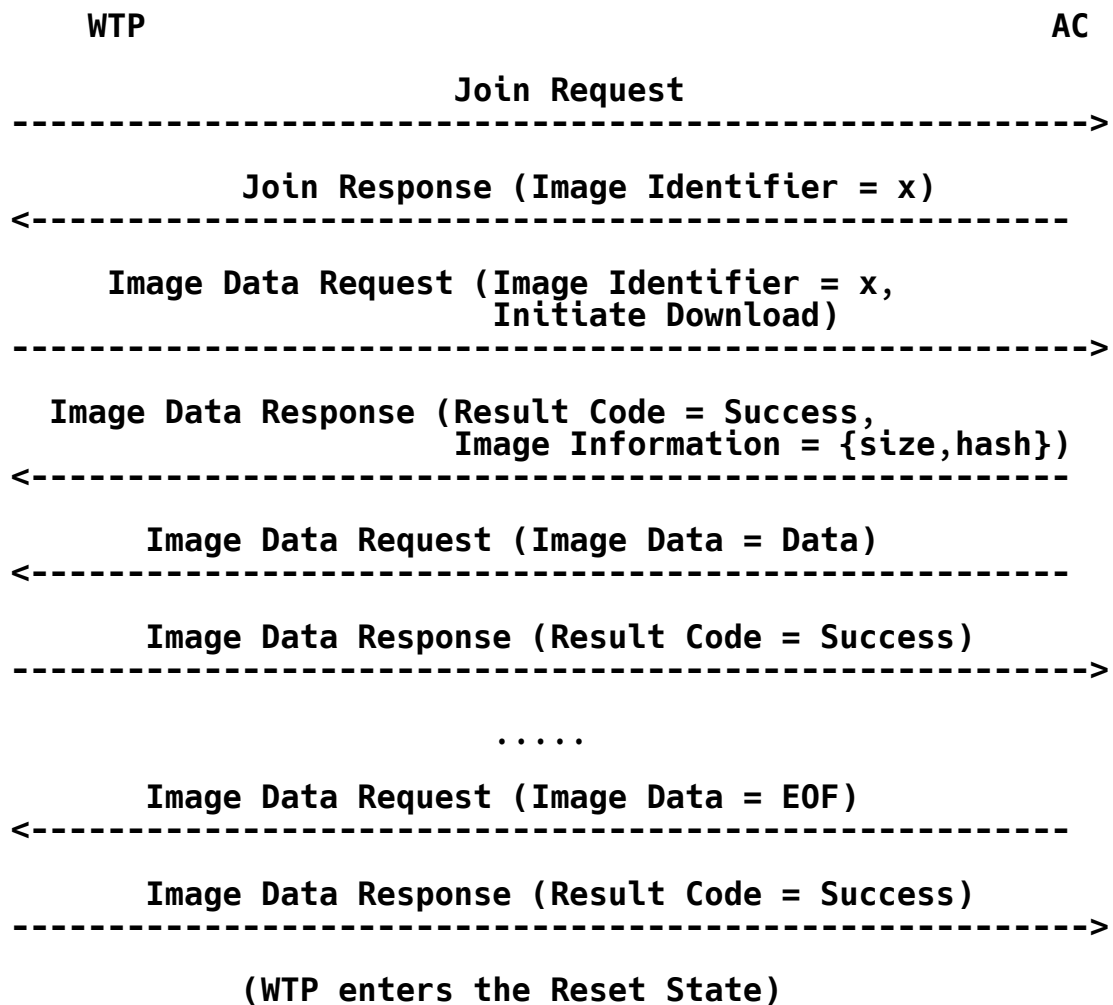 WTP                                               AC
Join Request
-------------------------------------------------------->
Join Response (Image Identifier = x)
<------------------------------------------------------
Image Data Request (Image Identifier = x,
Initiate Download)
-------------------------------------------------------->
Image Data Response (Result Code = Success,
Image Information = {size,hash})
<------------------------------------------------------
Image Data Request (Image Data = Data)
<------------------------------------------------------
Image Data Response (Result Code = Success)
-------------------------------------------------------->
.....
Image Data Request (Image Data = EOF)
<------------------------------------------------------
Image Data Response (Result Code = Success)
-------------------------------------------------------->
(WTP enters the Reset State)